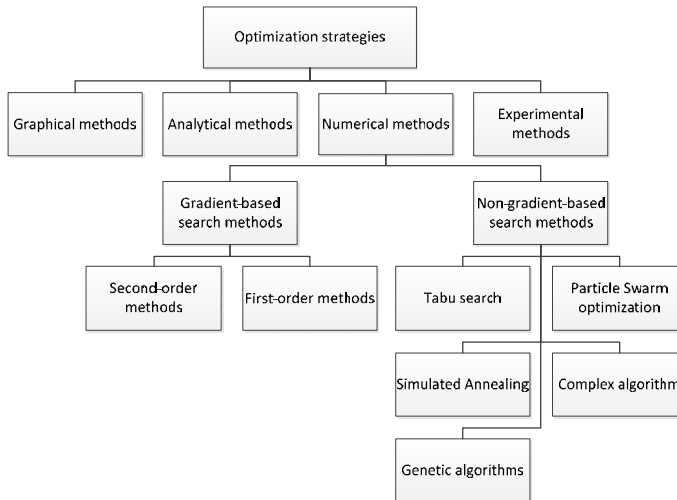 Optimization strategies
Graphical methods
Analytical methods
Numerical methods
Experimental
methods
Gradient-based
search methods
Non-gradient-based
search methods
Second-order
methods
First-order methods
Tabu search
Particle Swarm
optimization
Simulated Annealing
Complex algorithm
Genetic algorithms